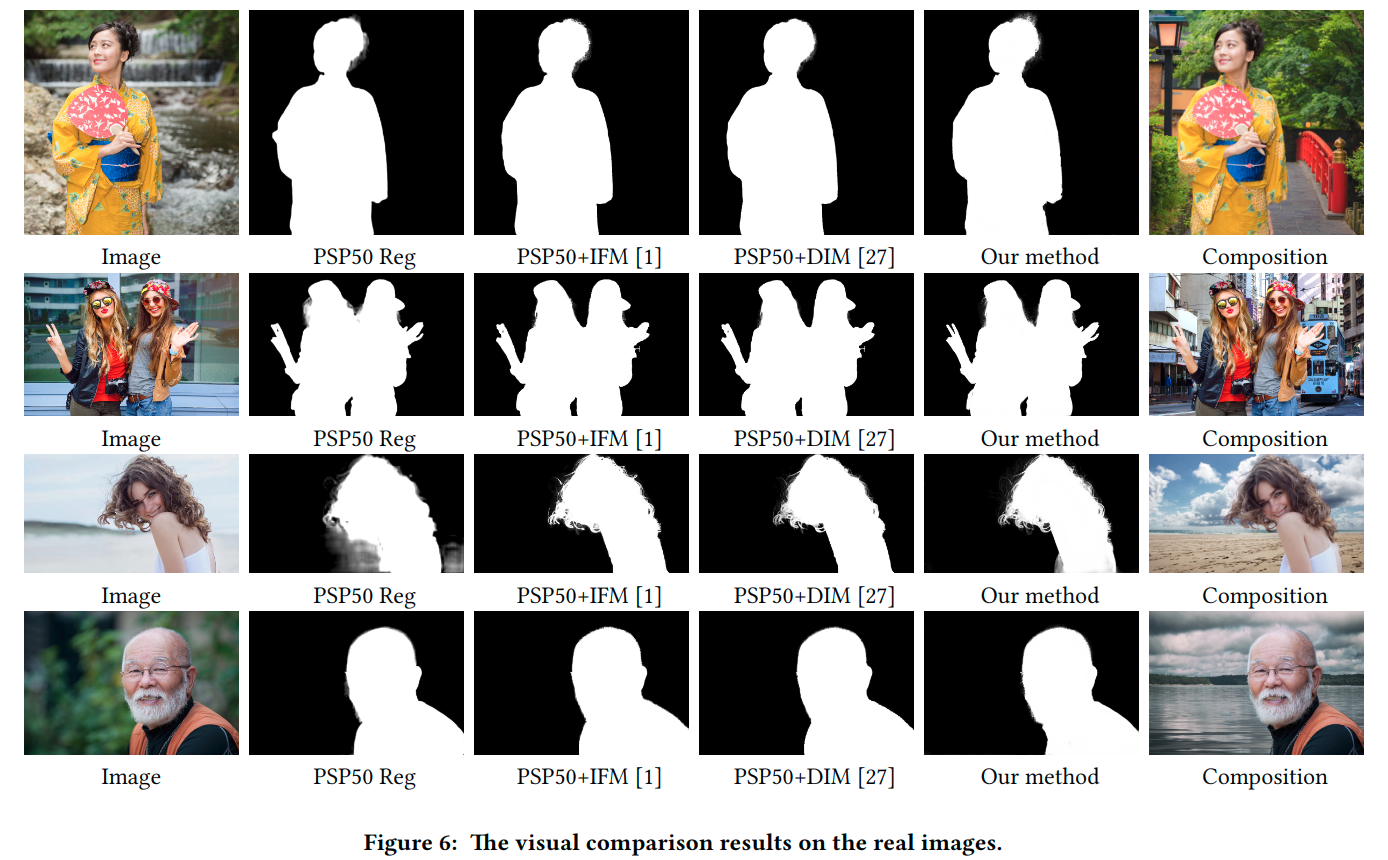 Image PSP50 Reg PSP50+IFM [1] PSP50+DIM [27] Our method Composition
Image PSP50 Reg PSP50+IFM [1] PSP50+DIM [27] Our method Composition
Image PSP50 Reg PSP50+IFM [1] PSP50+DIM [27] Our method Composition
Image PSP50 Reg PSP50+IFM [1] PSP50+DIM [27] Our method Composition
Figure 6: The visual comparison results on the real images.